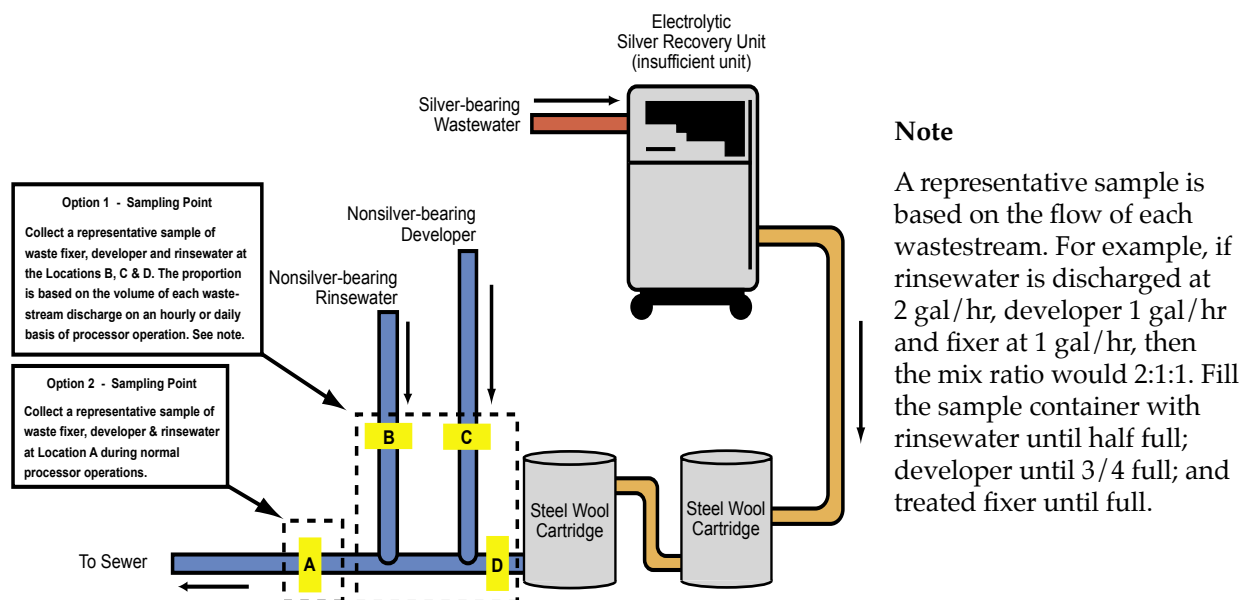 Electrolytic
Silver Recovery Unit
(insufficient unit)
Silver-bearing
Wastewater
Option 1 - Sampling Point
Collect a representative sample of
waste fixer, developer and rinsewater at
the Locations B, C & D. The proportion
is based on the volume of each waste-
stream discharge on an hourly or daily
basis of processor operation. See note.
Nonsilver-bearing
Developer
Nonsilver-bearing
Rinsewater
Option 2 - Sampling Point
Collect a representative sample of
waste fixer, developer & rinsewater
at Location A during normal
processor operations.
B
C
Steel Wool
Cartridge
Steel Wool
Cartridge
To Sewer
A
D
Note
A representative sample is
based on the flow of each
wastestream. For example, if
rinsewater is discharged at
2 gal/hr, developer 1 gal/hr
and fixer at 1 gal/hr, then
the mix ratio would 2:1:1. Fill
the sample container with
rinsewater until half full;
developer until 3/4 full; and
treated fixer until full.